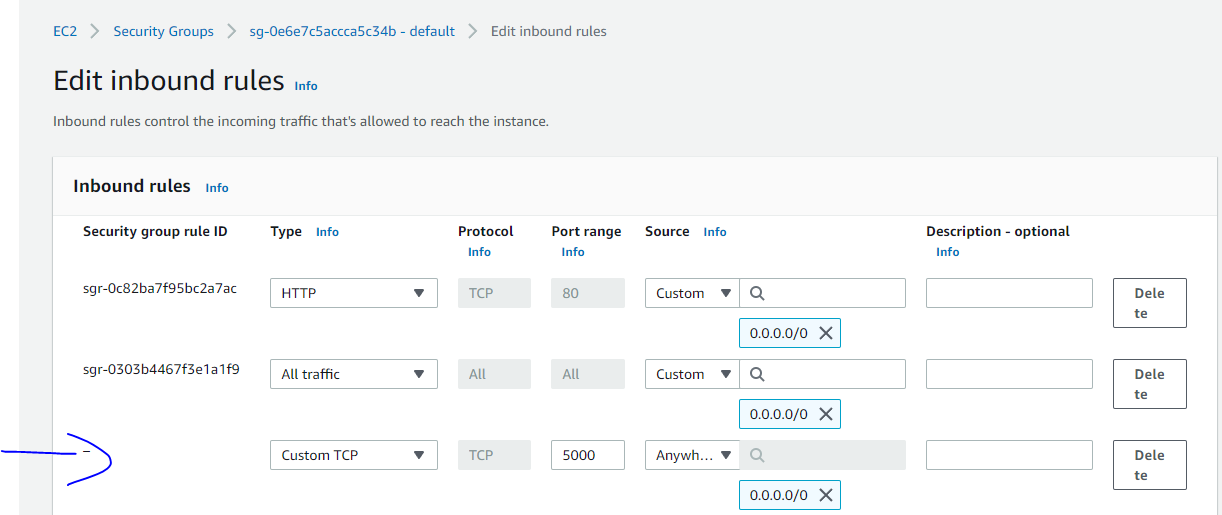 EC2 > Security Groups > sg-0e6e7c5accca5c34b - default > Edit inbound rules
Edit inbound rules Info
Inbound rules control the incoming traffic that's allowed to reach the instance.
Inbound rules Info
Security group rule ID Type Info Protocol Info Port range Info Source Info Description - optional Info
sgr-0c82ba7f95bc2a7ac HTTP TCP 80 Custom Delete
0.0.0.0/0
sgr-0303b4467f3e1a1f9 All traffic All All Custom Delete
0.0.0.0/0
– Custom TCP TCP 5000 Anywh... Delete
0.0.0.0/0